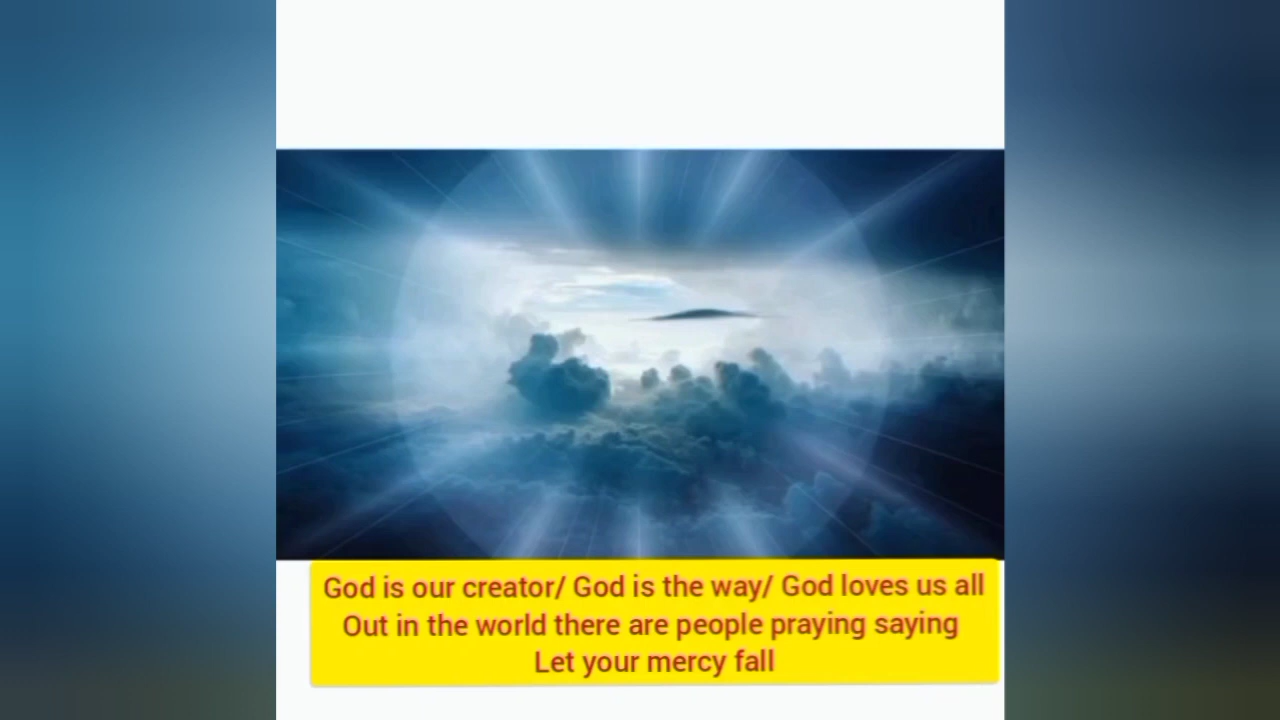 God is our creator/ God is the way/ God loves us all
Out in the world there are people praying saying
Let your mercy fall